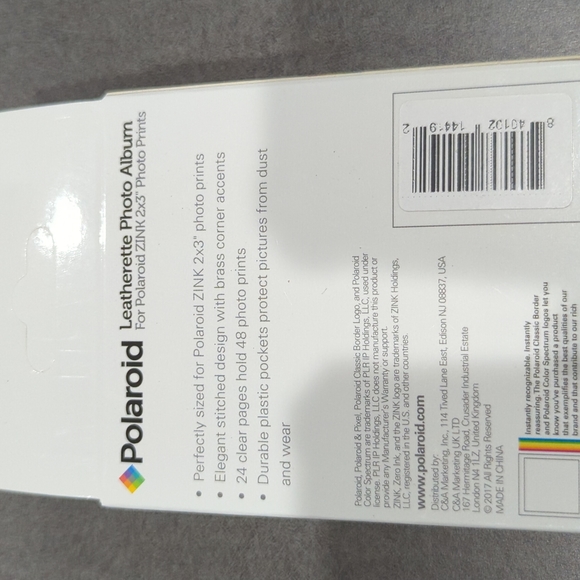 Polaroid Leatherette Photo Album
For Polaroid ZINK 2x3" Photo Prints
• Perfectly sized for Polaroid ZINK 2x3" photo prints
• Elegant stitched design with brass corner accents
• 24 clear pages hold 48 photo prints
• Durable plastic pockets protect pictures from dust
and wear
Polaroid, Polaroid & Pixel, Polaroid Classic Border Logo, and Polaroid
Color Spectrum are trademarks of PLR IP Holdings, LLC, used under
license. PLR IP Holdings, LLC does not manufacture this product or
provide any Manufacturer's Warranty or support.
ZINK, Zero Ink, and the ZINK logo are trademarks of ZINK Holdings,
LLC, registered in the U.S. and other countries.
www.polaroid.com
Distributed by:
C&A Marketing, Inc., 114 Tived Lane East, Edison NJ 08837, USA
C&A Marketing UK LTD
167 Hermitage Road, Crusader Industrial Estate
London N4 1LZ, United Kingdom
© 2017 All Rights Reserved
MADE IN CHINA
8 40102 14419 2
Instantly recognizable. Instantly
reassuring. The Polaroid Classic Border
and Polaroid Color Spectrum logos let you
know you've purchased a product
that exemplifies the best qualities of our
brand and that contribute to our rich